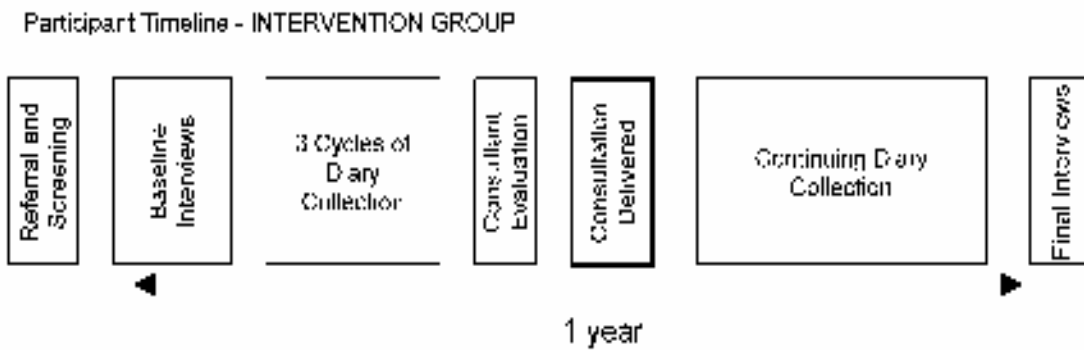 Participant Timeline - INTERVENTION GROUP
Referral and
Screening
Baseline
Interviews
3 Cycles of
Diary
Collection
Consultant
Evaluation
Consultation
Delivered
Continuing Diary
Collection
Final Interviews
1 year